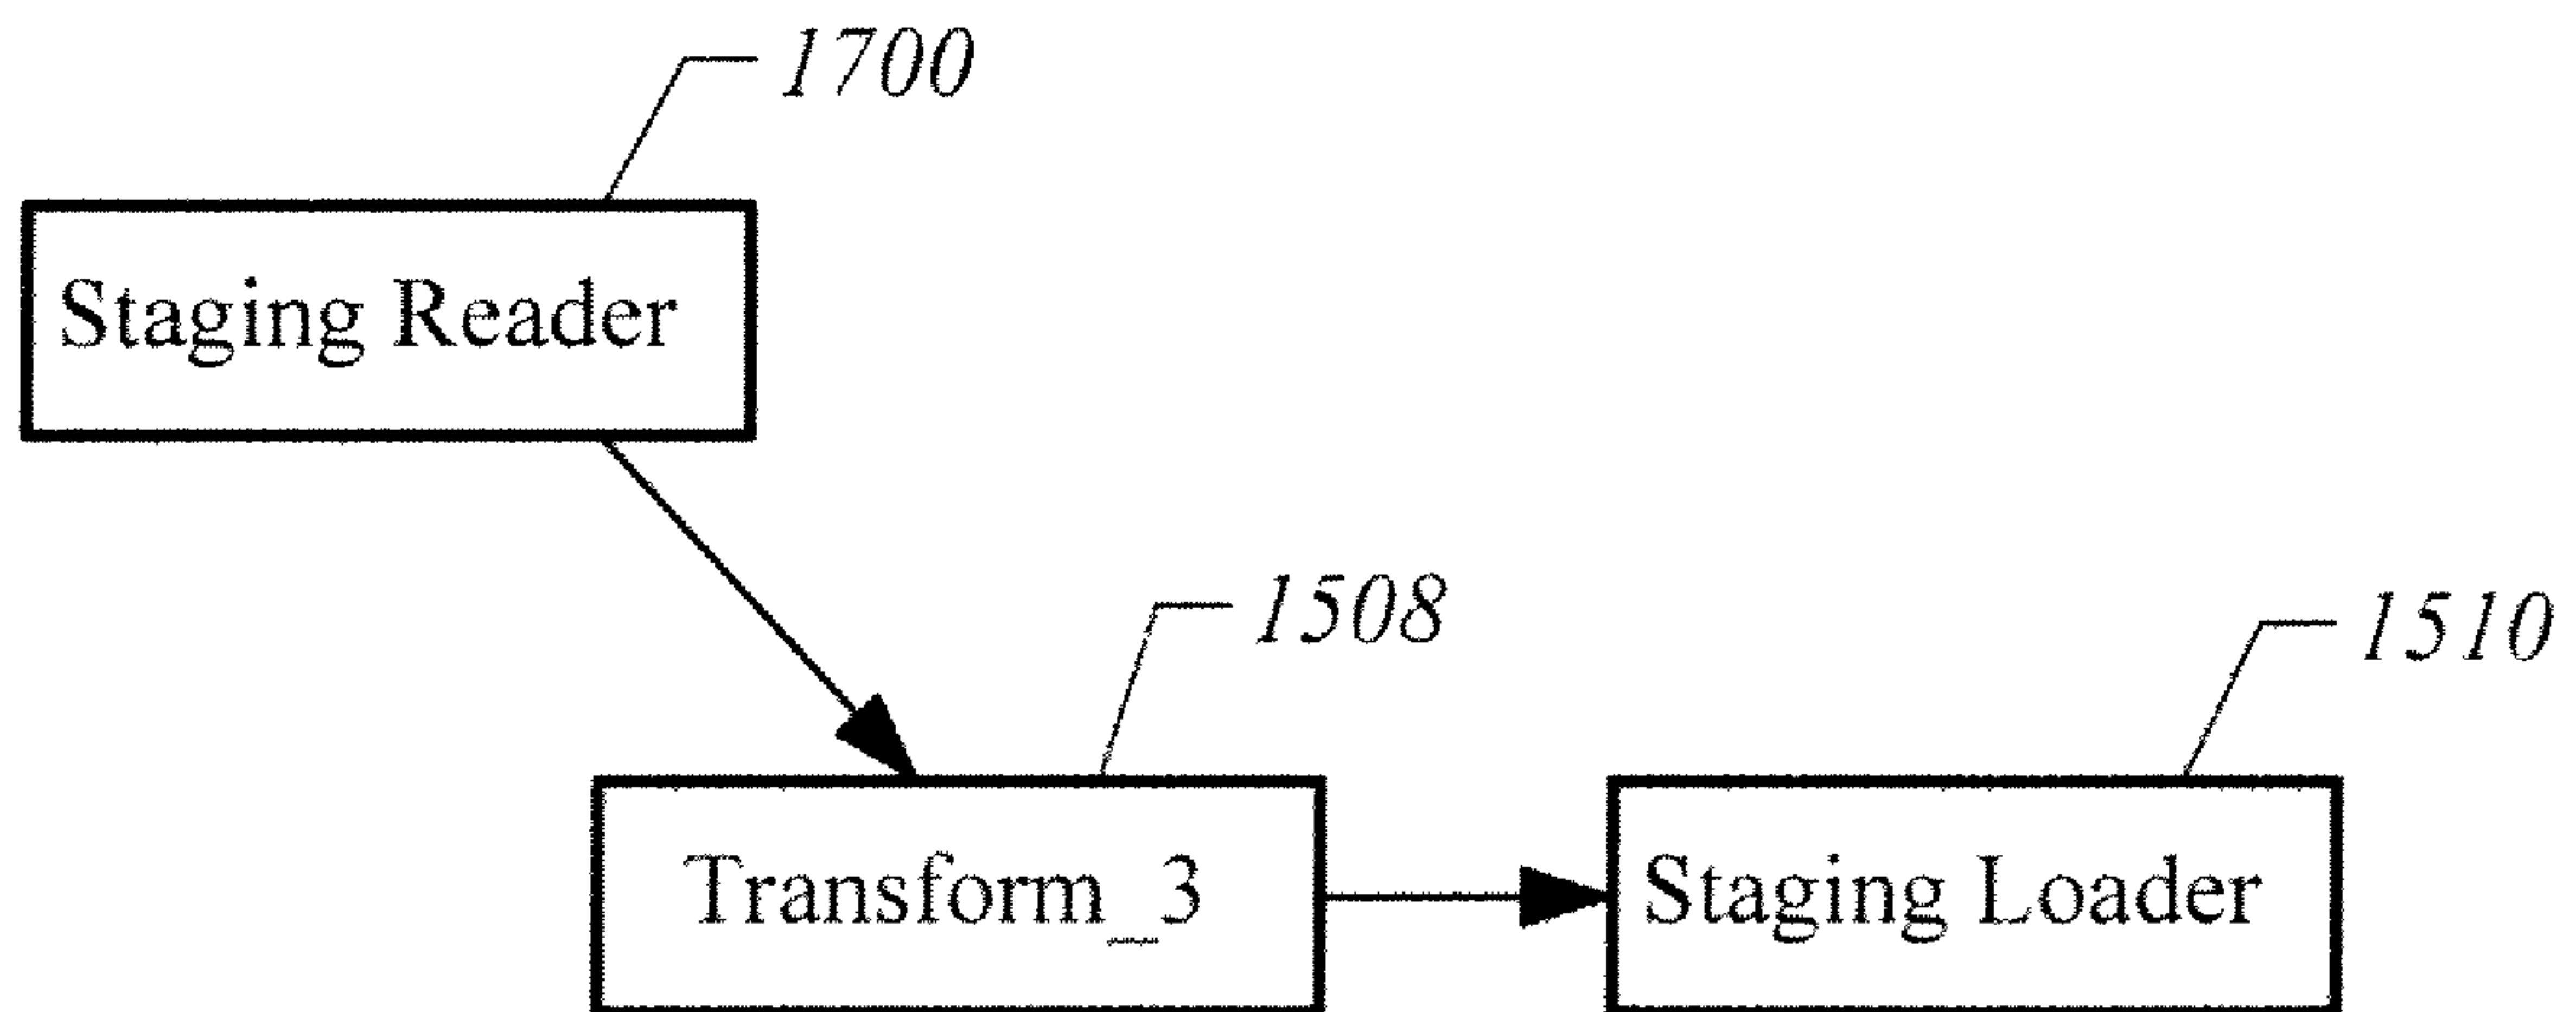 1700
Staging Reader
1508
1510
Transform_3
Staging Loader